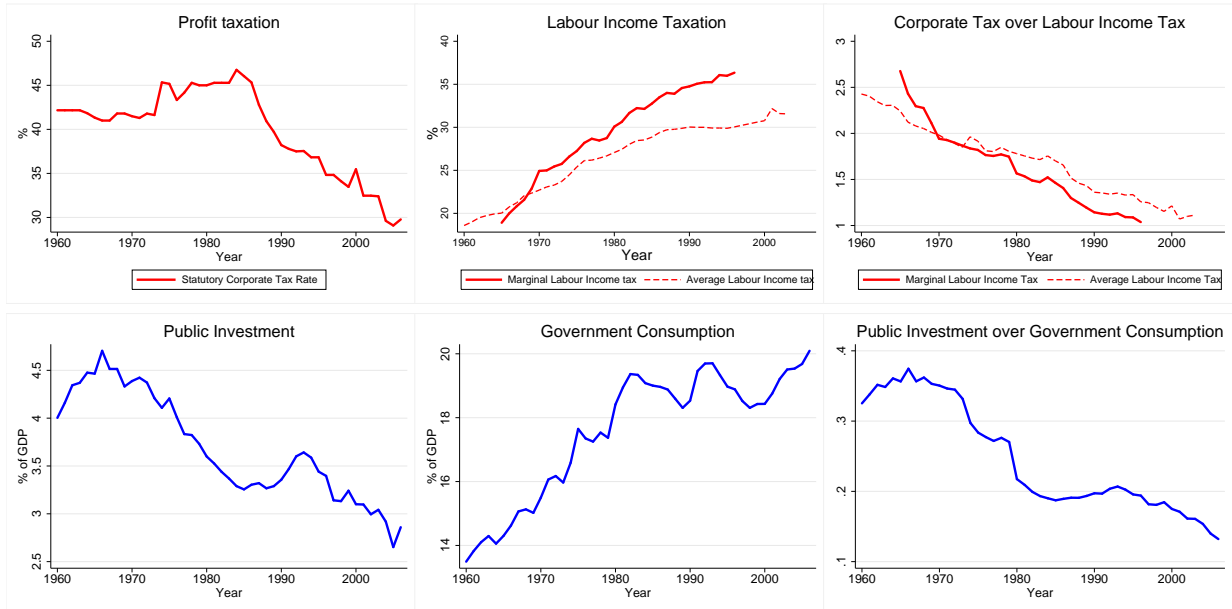 Profit taxation
50
45
40
35
30
%
1960 1970 1980 1990 2000
Year
Statutory Corporate Tax Rate
Labour Income Taxation
40
35
30
25
20
%
1960 1970 1980 1990 2000
Year
Marginal Labour Income tax Average Labour Income tax
Corporate Tax over Labour Income Tax
3
2.5
2
1.5
1
1960 1970 1980 1990 2000
Year
Marginal Labour Income Tax Average Labour Income Tax
Public Investment
4.5
4
3.5
3
2.5
% of GDP
1960 1970 1980 1990 2000
Year
Government Consumption
20
18
16
14
% of GDP
1960 1970 1980 1990 2000
Year
Public Investment over Government Consumption
.4
.3
.2
.1
1960 1970 1980 1990 2000
Year